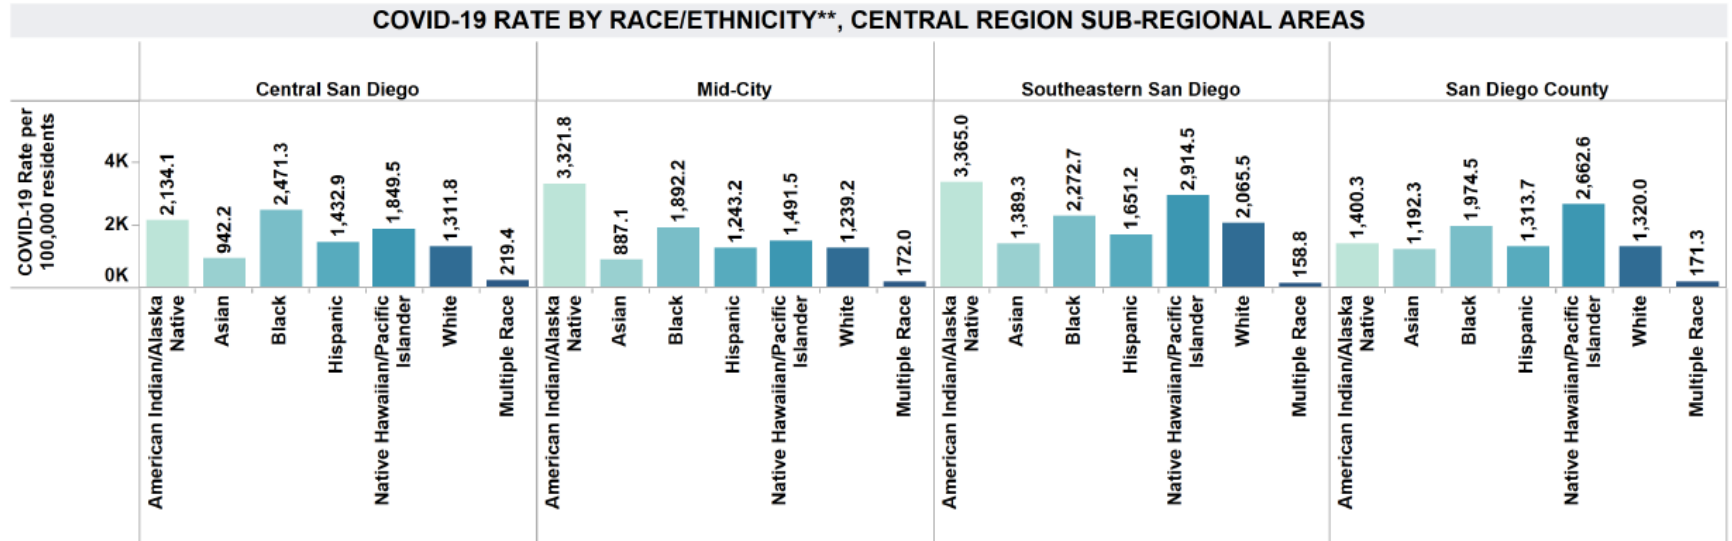 COVID-19 RATE BY RACE/ETHNICITY**, CENTRAL REGION SUB-REGIONAL AREAS
Central San Diego
Mid-City
Southeastern San Diego
San Diego County
COVID-19 Rate per
100,000 residents
4K
2K
0K
2,134.1
942.2
2,471.3
1,432.9
1,849.5
1,311.8
219.4
3,321.8
887.1
1,892.2
1,243.2
1,491.5
1,239.2
172.0
3,365.0
1,389.3
2,272.7
1,651.2
2,914.5
2,065.5
158.8
1,400.3
1,192.3
1,974.5
1,313.7
2,662.6
1,320.0
171.3
American Indian/Alaska
Native
Asian
Black
Hispanic
Native Hawaiian/Pacific
Islander
White
Multiple Race
American Indian/Alaska
Native
Asian
Black
Hispanic
Native Hawaiian/Pacific
Islander
White
Multiple Race
American Indian/Alaska
Native
Asian
Black
Hispanic
Native Hawaiian/Pacific
Islander
White
Multiple Race
American Indian/Alaska
Native
Asian
Black
Hispanic
Native Hawaiian/Pacific
Islander
White
Multiple Race